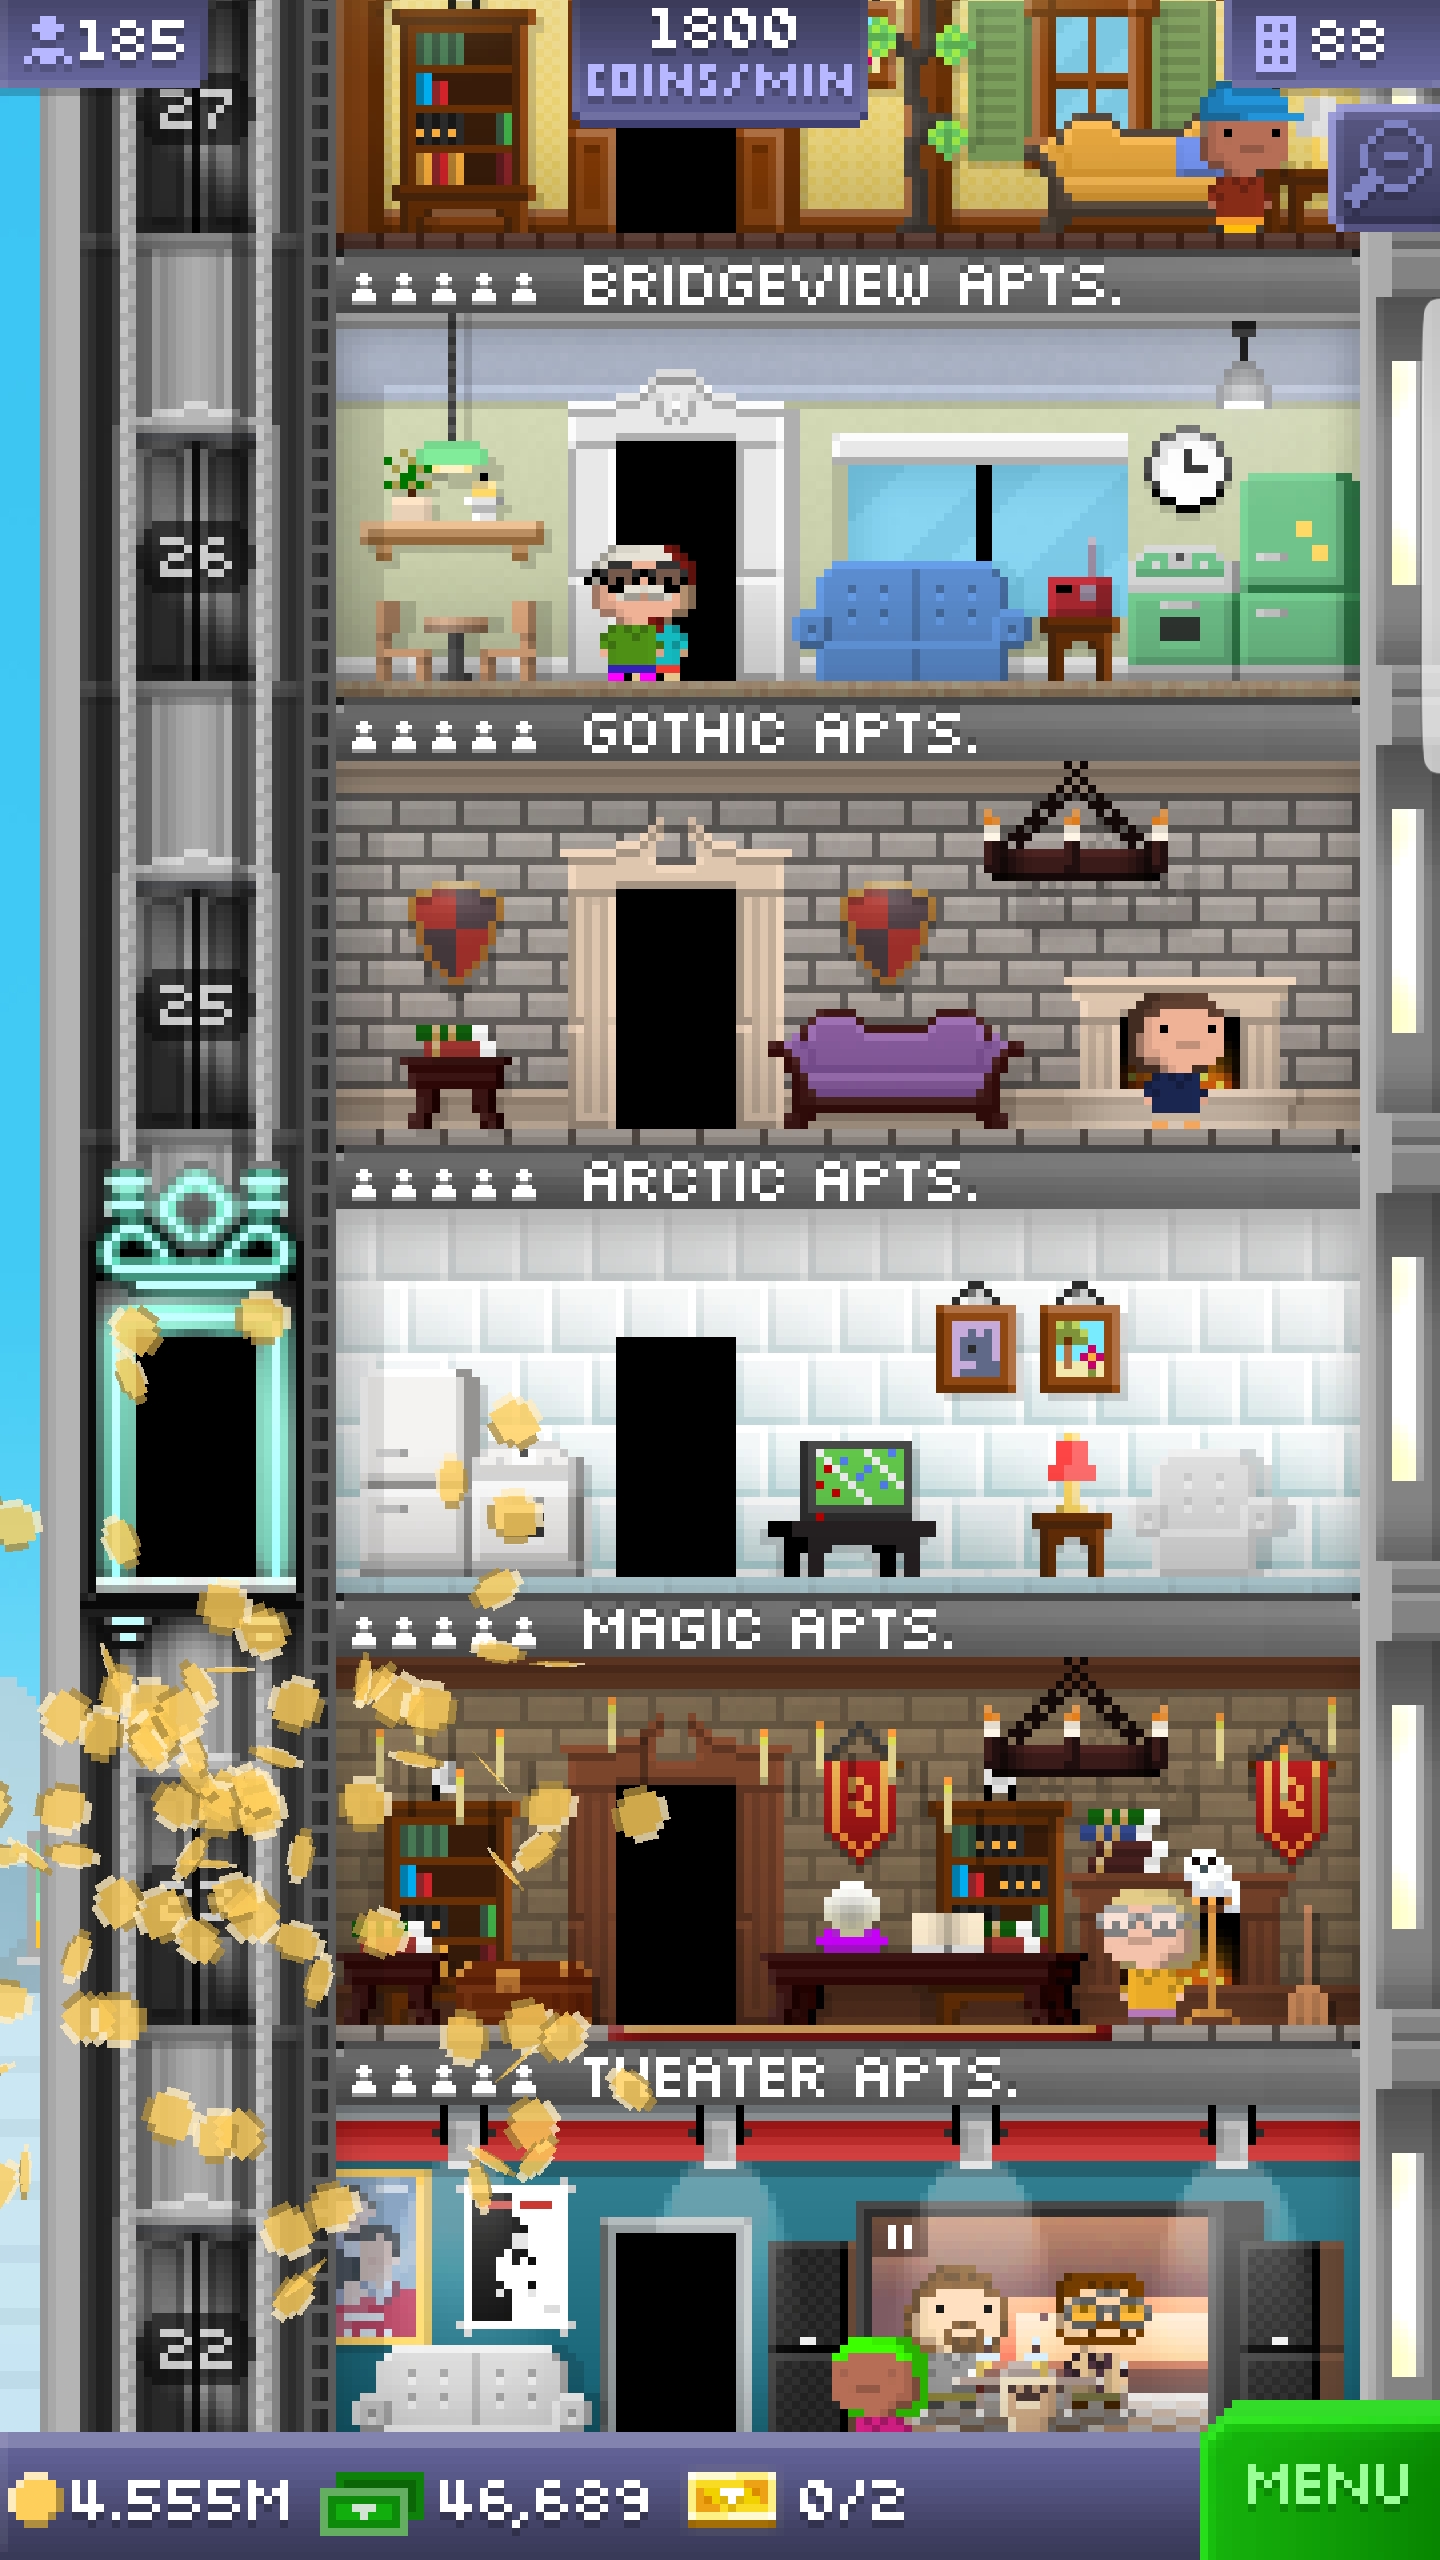 185
1800
COINS/MIN
88
27
BRIDGEVIEW APTS.
26
GOTHIC APTS.
25
ARCTIC APTS.
MAGIC APTS.
THEATER APTS.
22
4.555M
46,689
0/2
MENU